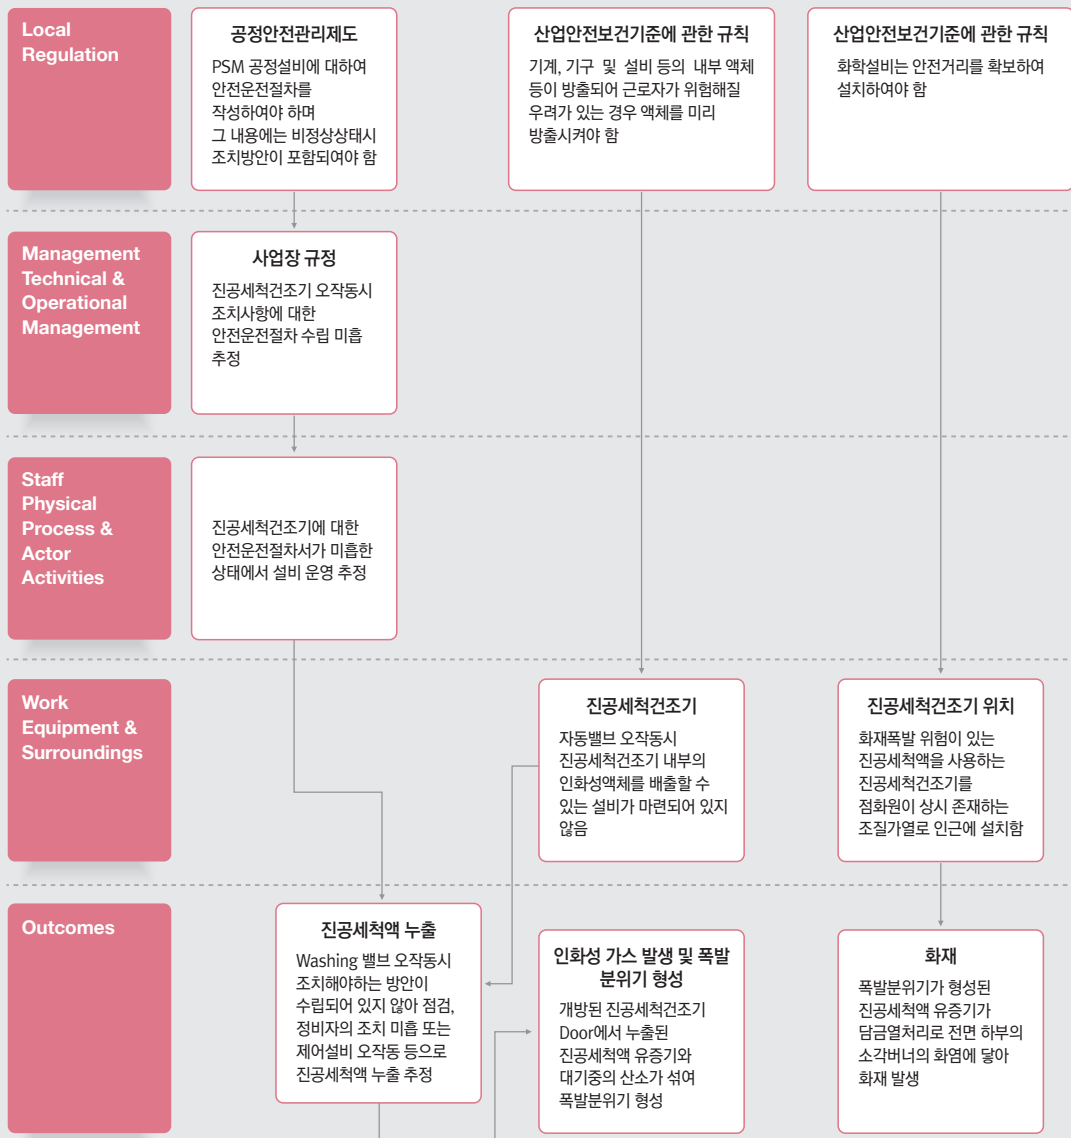 Local
Regulation
공정안전관리제도
PSM 공정설비에 대하여
안전운전절차를
작성하여야 하며
그 내용에는 비정상상태시
조치방안이 포함되여야 함
산업안전보건기준에 관한 규칙
기계, 기구 및 설비 등의 내부 액체
등이 방출되어 근로자가 위험해질
우려가 있는 경우 액체를 미리
방출시켜야 함
산업안전보건기준에 관한 규칙
화학설비는 안전거리를 확보하여
설치하여야 함
Management
Technical &
Operational
Management
사업장 규정
진공세척건조기 오작동시
조치사항에 대한
안전운전절차 수립 미흡
추정
Staff
Physical
Process &
Actor
Activities
진공세척건조기에 대한
안전운전절차서가 미흡한
상태에서 설비 운영 추정
Work
Equipment &
Surroundings
진공세척건조기
자동밸브 오작동시
진공세척건조기 내부의
인화성액체를 배출할 수
있는 설비가 마련되어 있지
않음
진공세척건조기 위치
화재폭발 위험이 있는
진공세척액을 사용하는
진공세척건조기를
점화원이 상시 존재하는
조질가열로 인근에 설치함
Outcomes
진공세척액 누출
Washing 밸브 오작동시
조치해야하는 방안이
수립되어 있지 않아 점검,
정비자의 조치 미흡 또는
제어설비 오작동 등으로
진공세척액 누출 추정
인화성 가스 발생 및 폭발
분위기 형성
개방된 진공세척건조기
Door에서 누출된
진공세척액 유증기와
대기중의 산소가 섞여
폭발분위기 형성
화재
폭발분위기가 형성된
진공세척액 유증기가
담금열처리로 전면 하부의
소각버너의 화염에 닿아
화재 발생